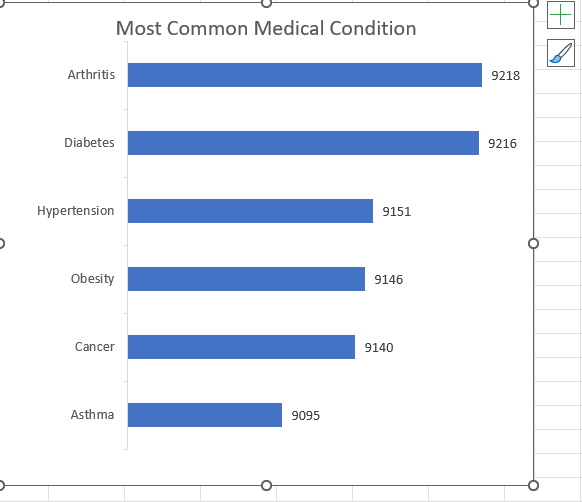 Most Common Medical Condition
Arthritis 9218
Diabetes 9216
Hypertension 9151
Obesity 9146
Cancer 9140
Asthma 9095